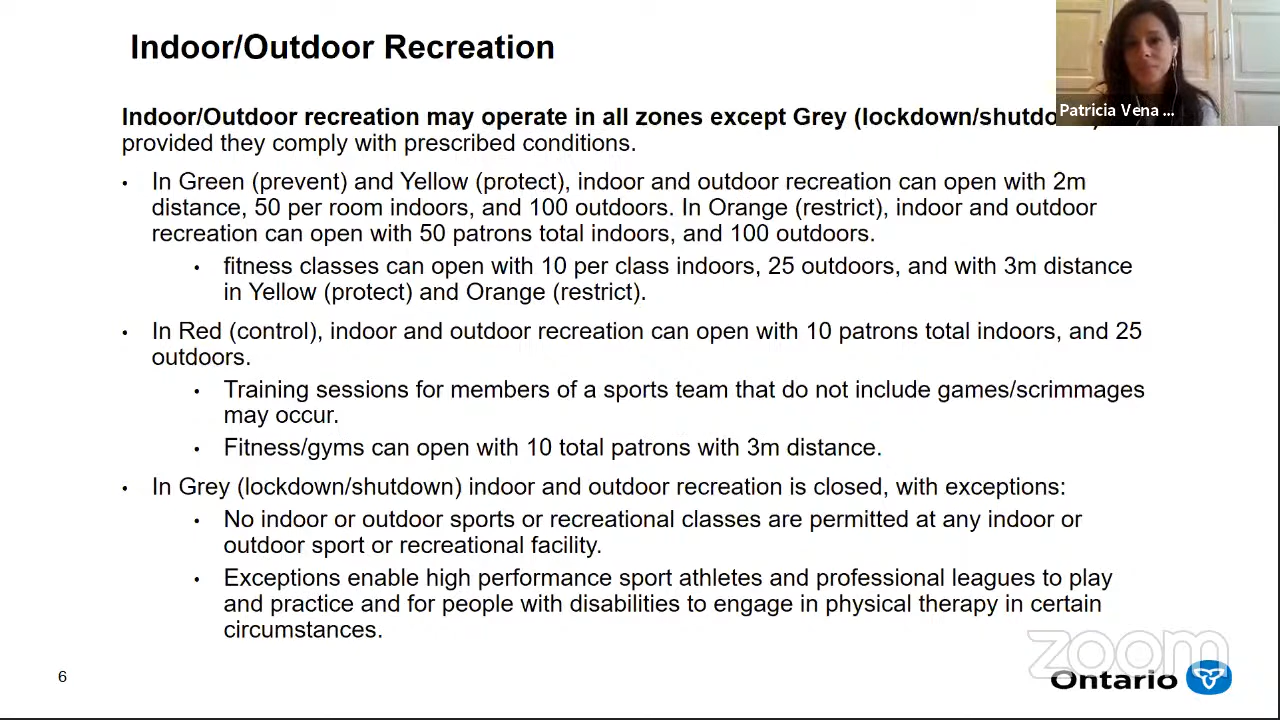 Indoor/Outdoor Recreation
Indoor/Outdoor recreation may operate in all zones except Grey (lockdown/shutdo
provided they comply with prescribed conditions.
• In Green (prevent) and Yellow (protect), indoor and outdoor recreation can open with 2m
distance, 50 per room indoors, and 100 outdoors. In Orange (restrict), indoor and outdoor
recreation can open with 50 patrons total indoors, and 100 outdoors.
• fitness classes can open with 10 per class indoors, 25 outdoors, and with 3m distance
in Yellow (protect) and Orange (restrict).
• In Red (control), indoor and outdoor recreation can open with 10 patrons total indoors, and 25
outdoors.
• Training sessions for members of a sports team that do not include games/scrimmages
may occur.
• Fitness/gyms can open with 10 total patrons with 3m distance.
• In Grey (lockdown/shutdown) indoor and outdoor recreation is closed, with exceptions:
• No indoor or outdoor sports or recreational classes are permitted at any indoor or
outdoor sport or recreational facility.
• Exceptions enable high performance sport athletes and professional leagues to play
and practice and for people with disabilities to engage in physical therapy in certain
circumstances.
6
Patricia Vena ...
zoom
Ontario